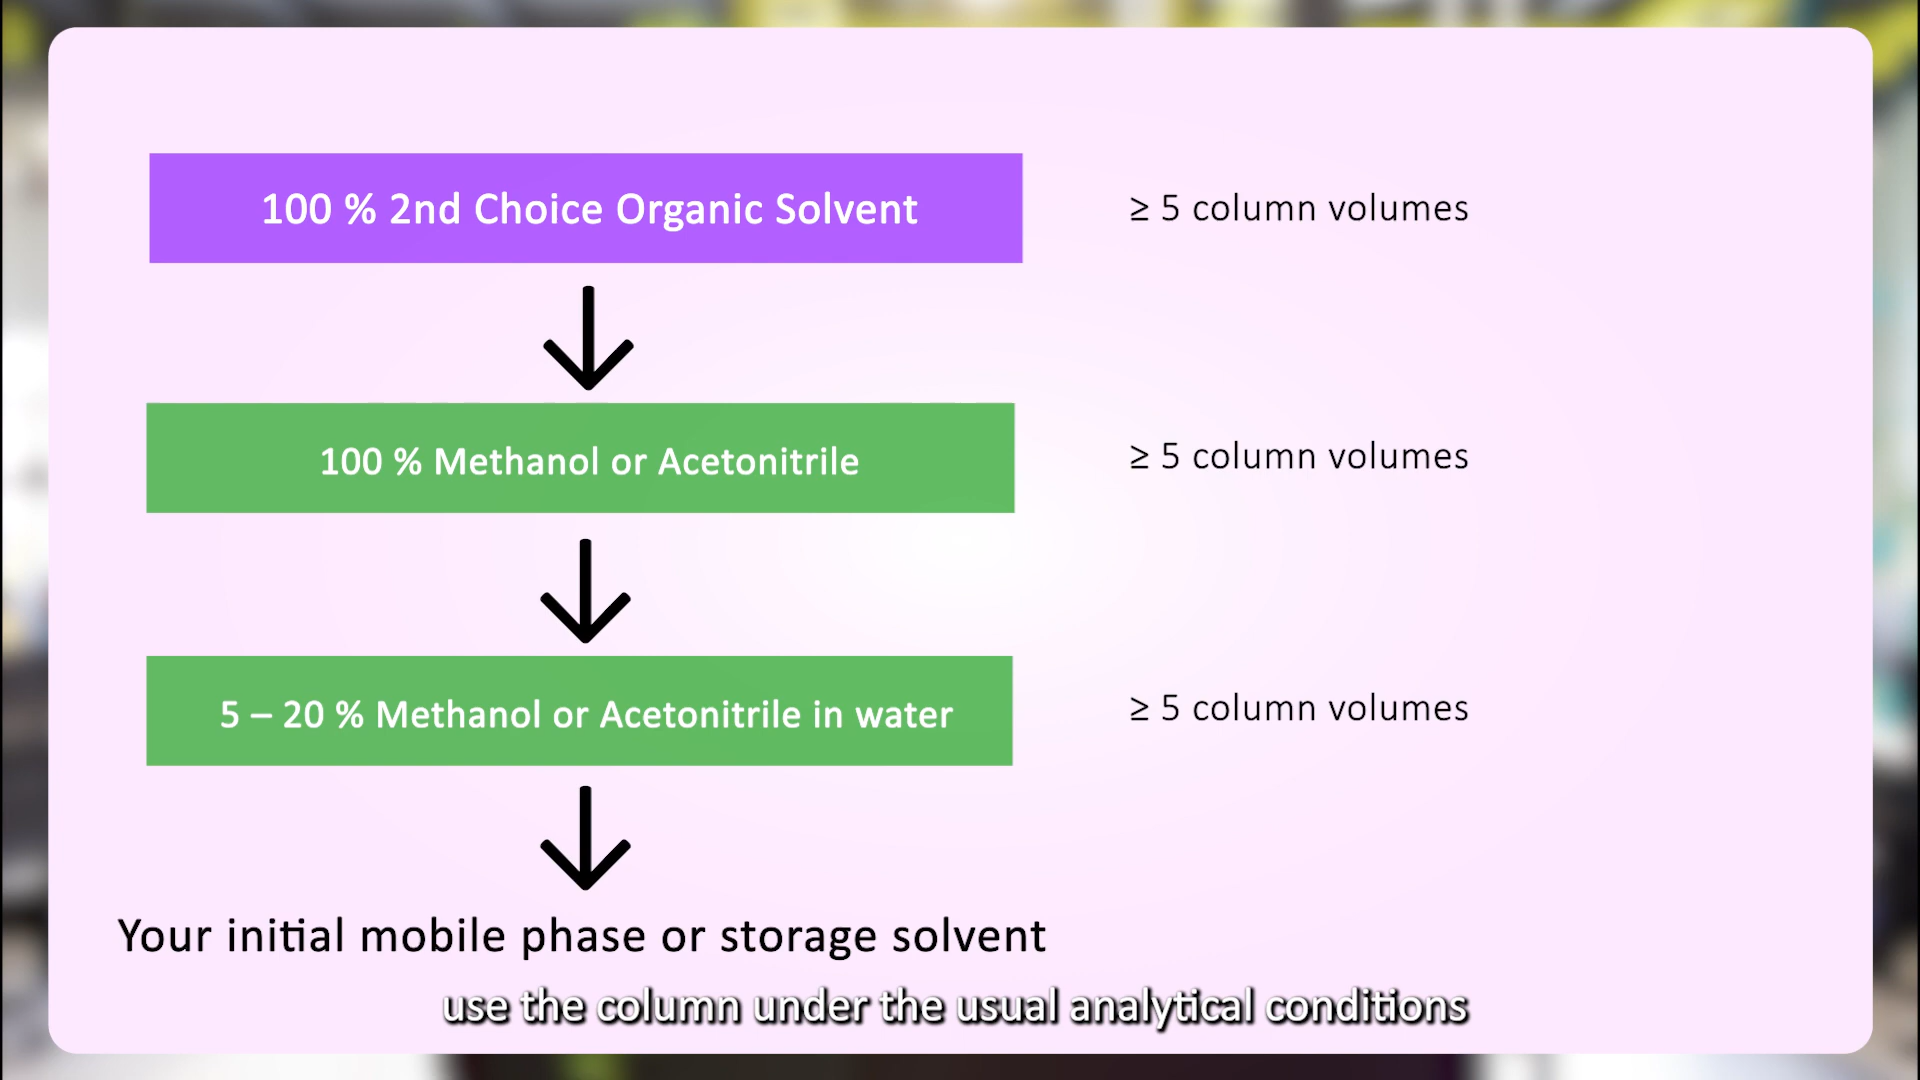 100 % 2nd Choice Organic Solvent
≥ 5 column volumes
100 % Methanol or Acetonitrile
≥ 5 column volumes
5 – 20 % Methanol or Acetonitrile in water
≥ 5 column volumes
Your initial mobile phase or storage solvent
use the column under the usual analytical conditions